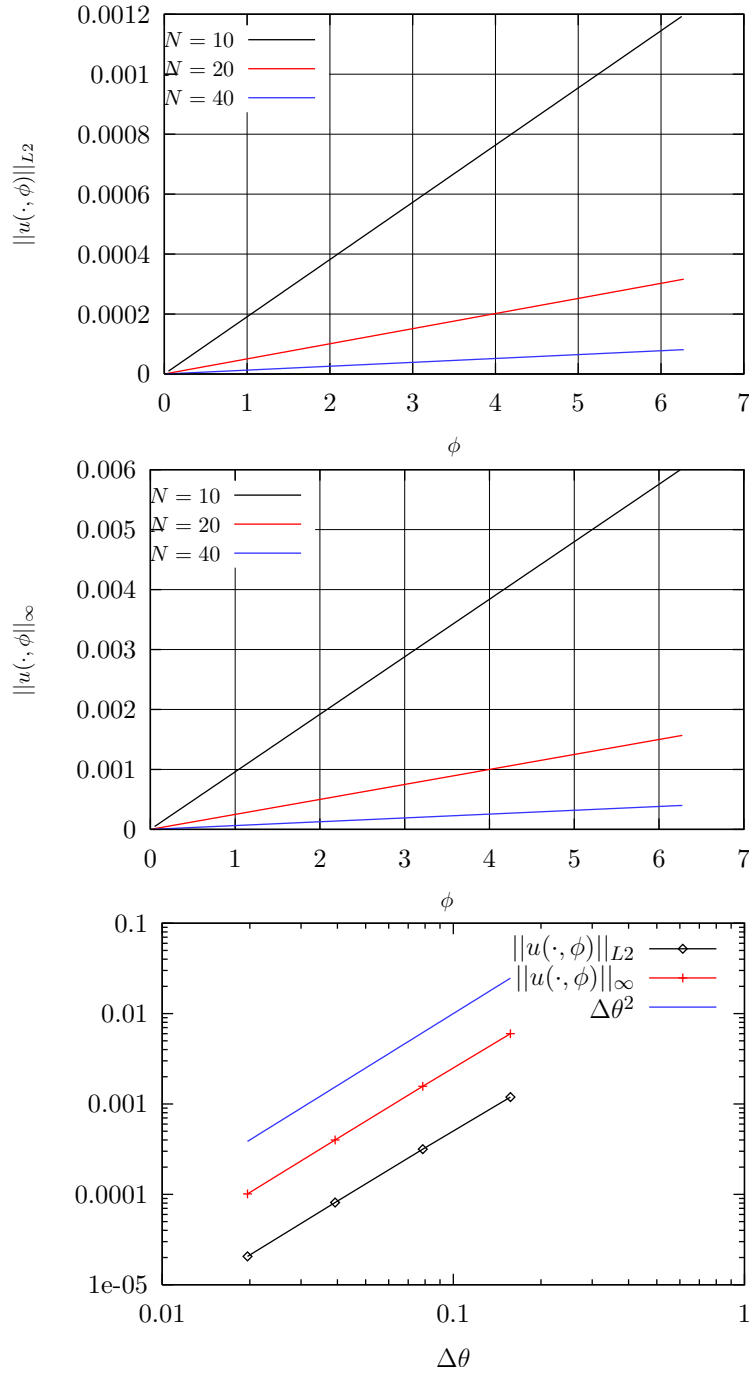 0.0012
N = 10
0.001
N = 20
N = 40
0.0008
||u(·, ϕ)||_{L2}
0.0006
0.0004
0.0002
0
0 1 2 3 4 5 6 7
ϕ
0.006
N = 10
0.005
N = 20
N = 40
0.004
||u(·, ϕ||_∞
0.003
0.002
0.001
0
0 1 2 3 4 5 6 7
ϕ
0.1
||u(·, ϕ)||_{L2}
||u(·, ϕ)||_∞
Δθ²
0.01
0.001
0.0001
1e-05
0.01 0.1 1
Δθ